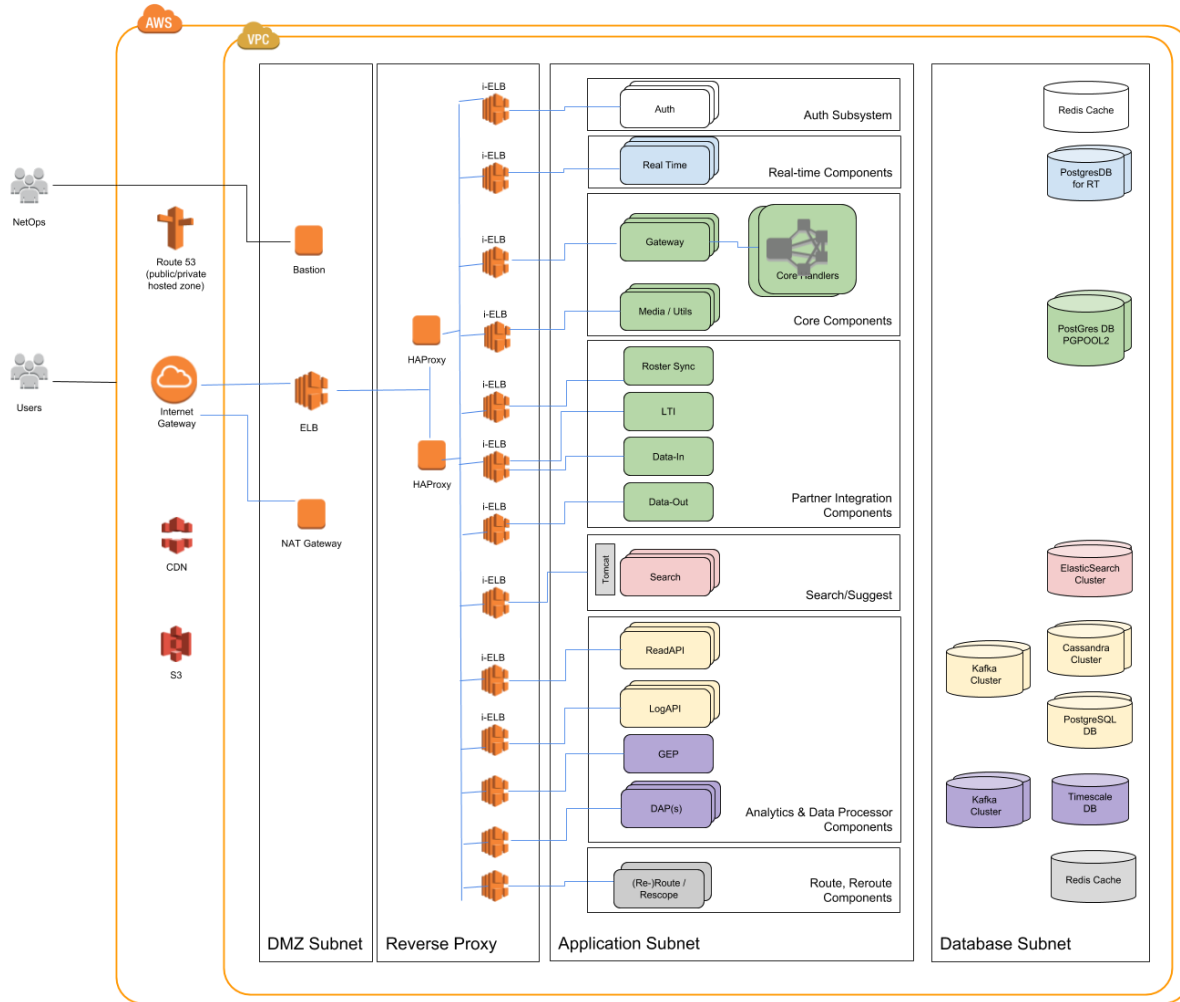 AWS
VPC
NetOps
Users
Route 53
(public/private
hosted zone)
Internet
Gateway
CDN
S3
Bastion
ELB
NAT Gateway
DMZ Subnet
HAProxy
HAProxy
i-ELB
i-ELB
i-ELB
i-ELB
i-ELB
i-ELB
i-ELB
i-ELB
i-ELB
i-ELB
Reverse Proxy
Auth
Auth Subsystem
Real Time
Real-time Components
Gateway
Core Handlers
Media / Utils
Core Components
Roster Sync
LTI
Data-In
Data-Out
Partner Integration
Components
Tomcat
Search
Search/Suggest
ReadAPI
LogAPI
GEP
DAP(s)
Analytics & Data Processor
Components
(Re-)Route /
Rescope
Route, Reroute
Components
Application Subnet
Redis Cache
PostgresDB
for RT
PostGres DB
PGPOOL2
ElasticSearch
Cluster
Kafka
Cluster
Cassandra
Cluster
PostgreSQL
DB
Kafka
Cluster
Timescale
DB
Redis Cache
Database Subnet